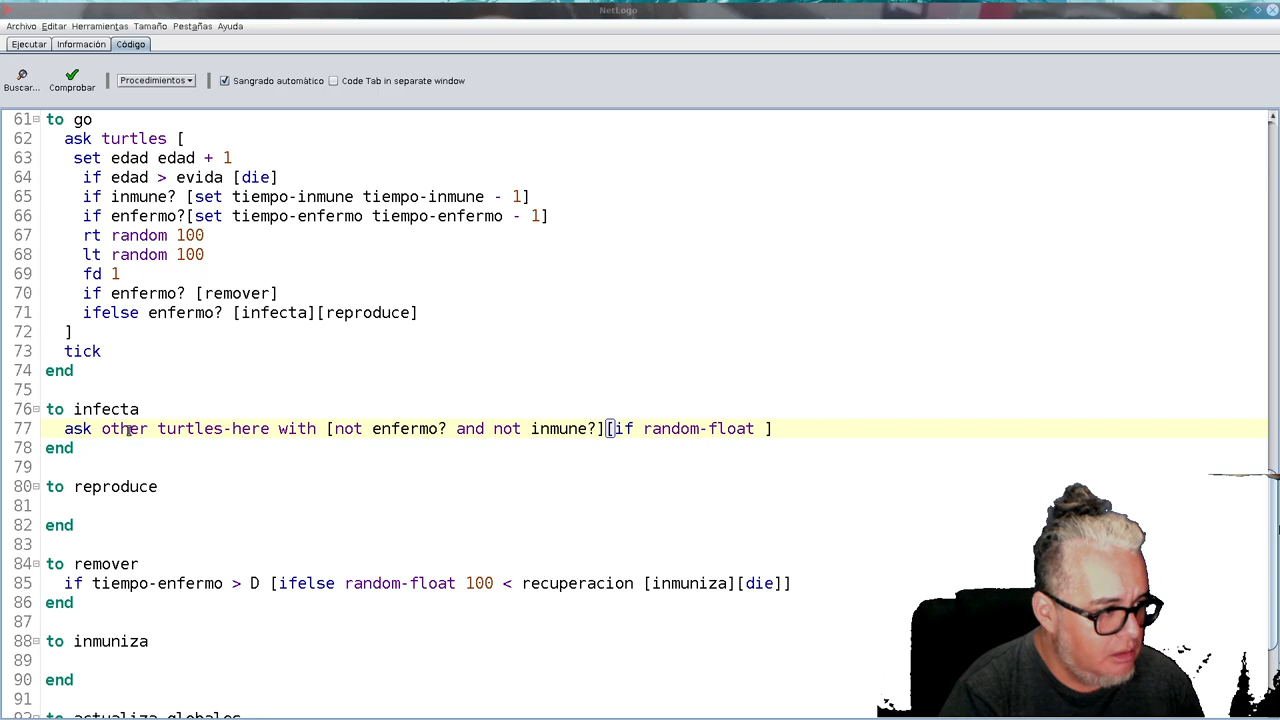 NetLogo
Archivo Editar Herramientas Tamaño Pestañas Ayuda
Ejecutar Información Código
Buscar... Comprobar Procedimientos Sangrado automático Code Tab in separate window
61 to go
62 ask turtles [
63 set edad edad + 1
64 if edad > evida [die]
65 if inmune? [set tiempo-inmune tiempo-inmune - 1]
66 if enfermo?[set tiempo-enfermo tiempo-enfermo - 1]
67 rt random 100
68 lt random 100
69 fd 1
70 if enfermo? [remover]
71 ifelse enfermo? [infecta][reproduce]
72 ]
73 tick
74 end
75
76 to infecta
77 ask other turtles-here with [not enfermo? and not inmune?][if random-float ]
78 end
79
80 to reproduce
81
82 end
83
84 to remover
85 if tiempo-enfermo > D [ifelse random-float 100 < recuperacion [inmuniza][die]]
86 end
87
88 to inmuniza
89
90 end
91
92 to actualiza globales